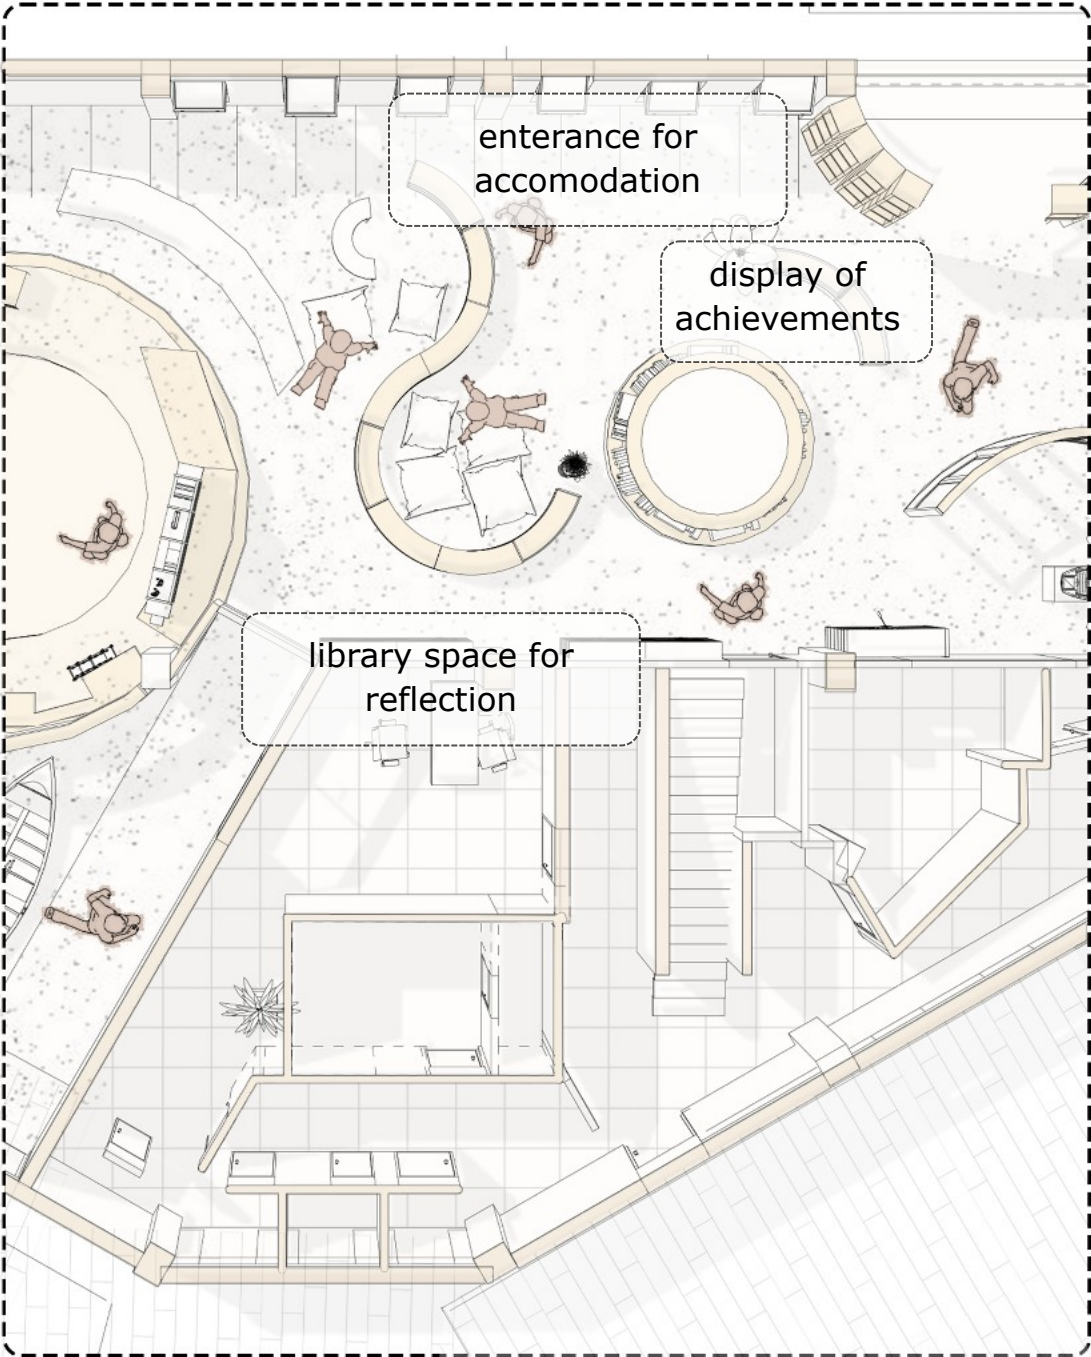 enterance for
accomodation
display of
achievements
library space for
reflection